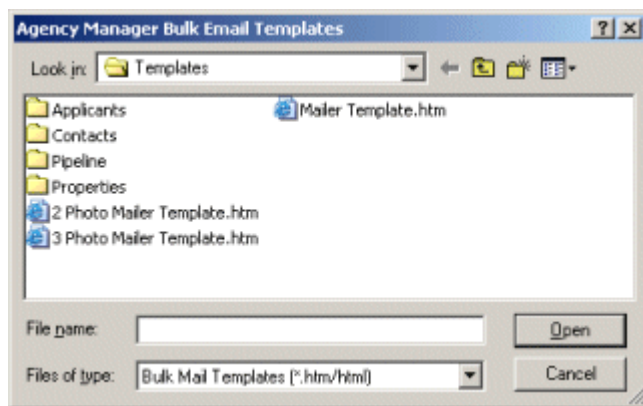 Agency Manager Bulk Email Templates
Look in: Templates
Applicants
Contacts
Pipeline
Properties
2 Photo Mailer Template.htm
3 Photo Mailer Template.htm
Mailer Template.htm
File name:
Open
Files of type: Bulk Mail Templates (*.htm/html)
Cancel